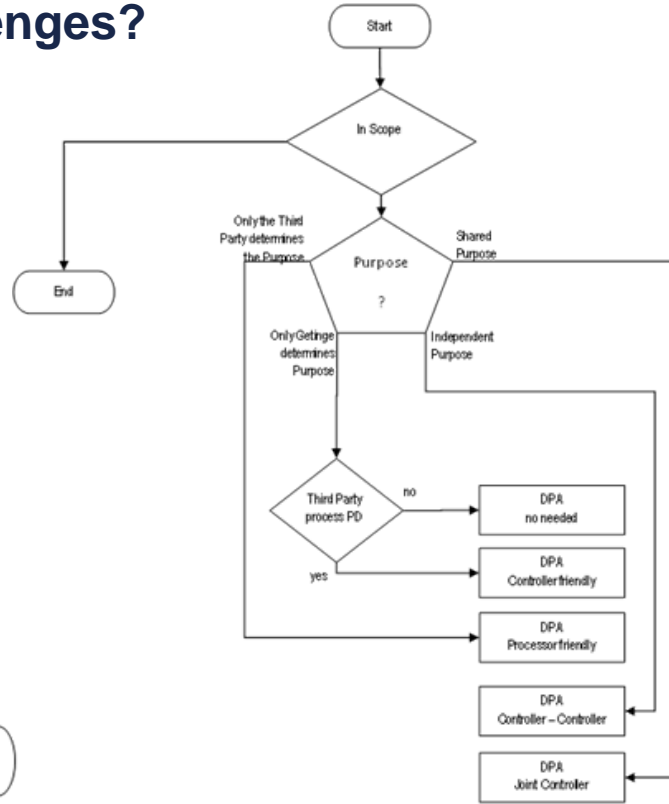 enges?
Start
In Scope
Only the Third
Party determines
the Purpose
Shared
Purpose
Purpose
?
End
Only Getinge
determines
Purpose
Independent
Purpose
Third Party
process PD
no
yes
DPA
no needed
DPA
Controller friendly
DPA
Processor friendly
DPA
Controller – Controller
DPA
Joint Controller